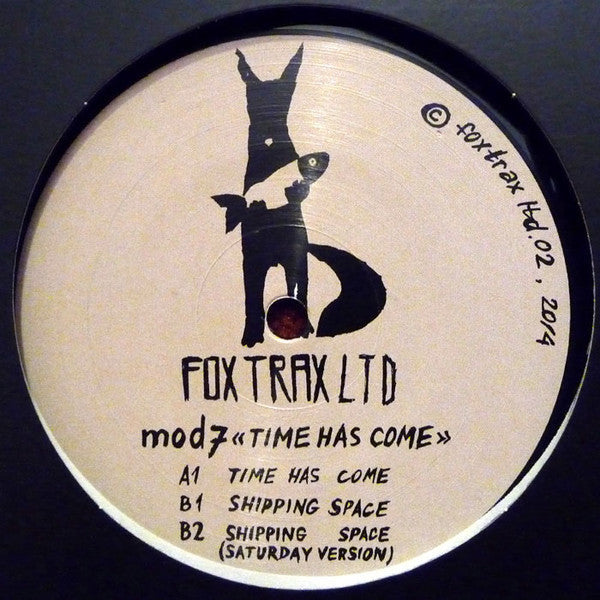 © foxtrax ltd.02, 2014
FOXTRAX LTD
mod7 «TIME HAS COME»
A1 TIME HAS COME
B1 SHIPPING SPACE
B2 SHIPPING SPACE
(SATURDAY VERSION)